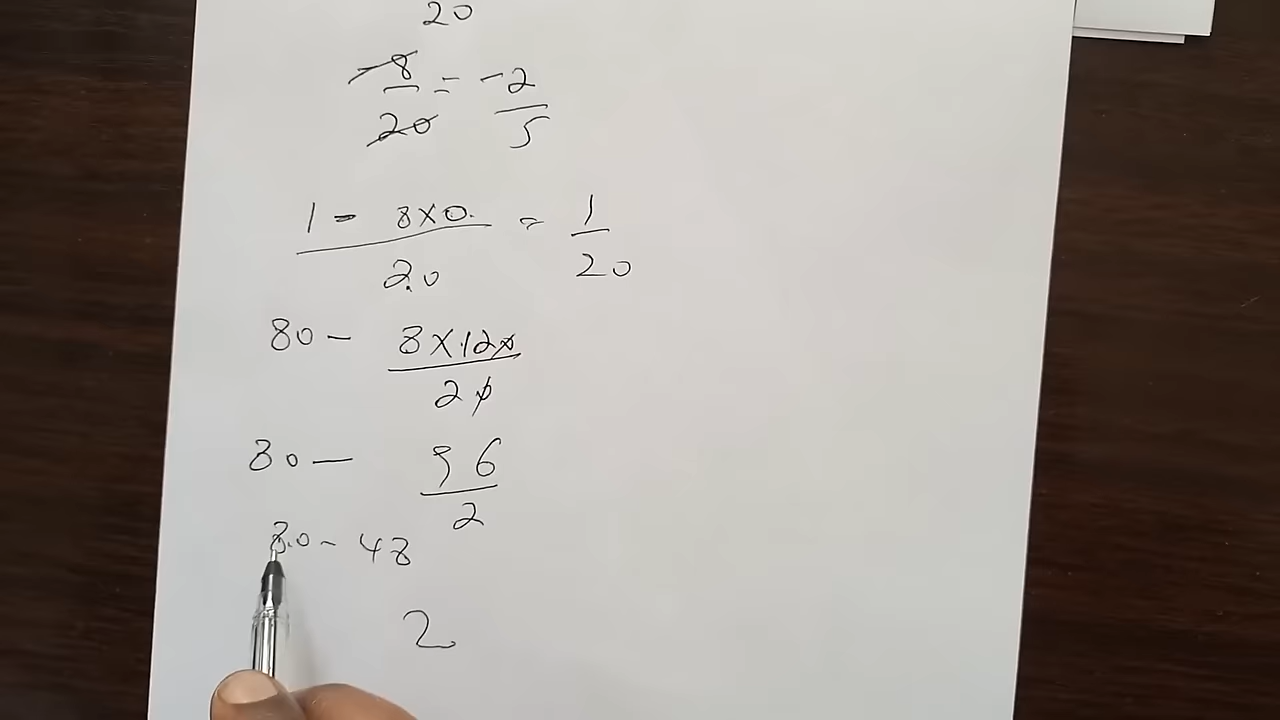 20
-8/20 = -2/5
1 - 8×0/20 = 1/20
80 - 8×120/20
80 - 96/2
80 - 48
2